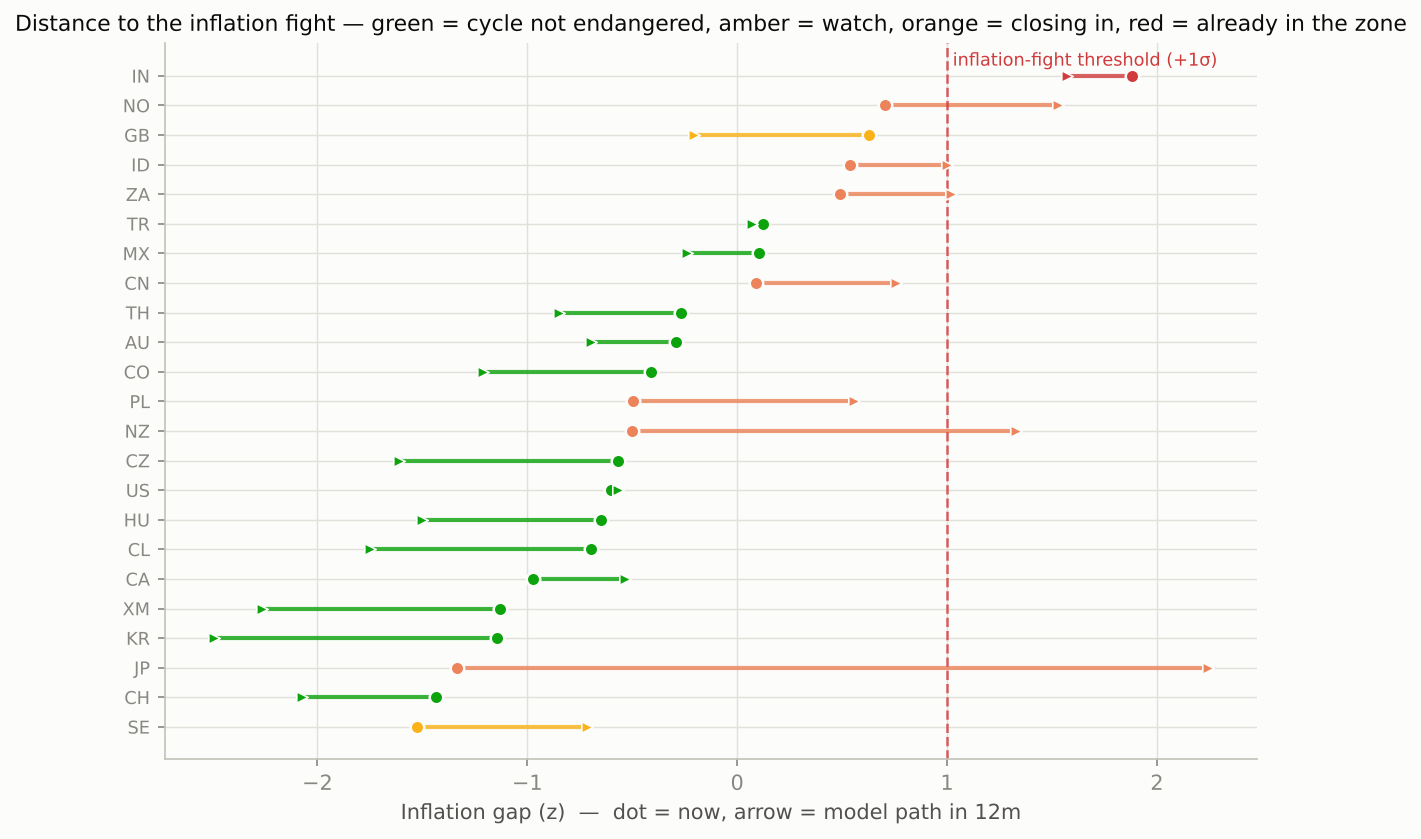 Distance to the inflation fight — green = cycle not endangered, amber = watch, orange = closing in, red = already in the zone
inflation-fight threshold (+1σ)
IN
NO
GB
ID
ZA
TR
MX
CN
TH
AU
CO
PL
NZ
CZ
US
HU
CL
CA
XM
KR
JP
CH
SE
−2 −1 0 1 2
Inflation gap (z) — dot = now, arrow = model path in 12m